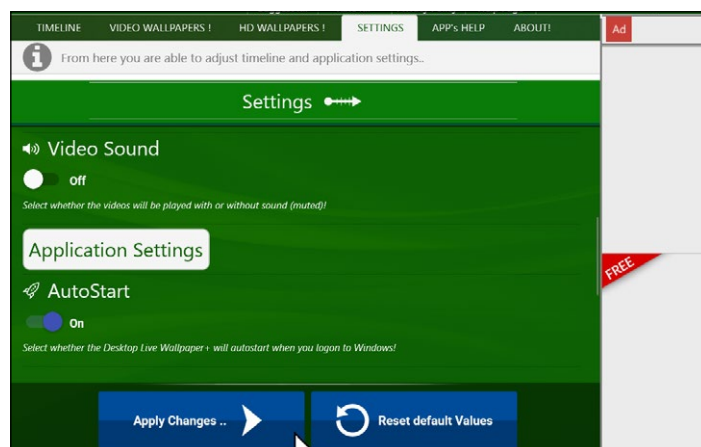 TIMELINE
VIDEO WALLPAPERS !
HD WALLPAPERS !
SETTINGS
APP's HELP
ABOUT!
Ad
From here you are able to adjust timeline and application settings..
Settings
Video Sound
Off
Select whether the videos will be played with or without sound (muted)!
Application Settings
FREE
AutoStart
On
Select whether the Desktop Live Wallpaper+ will autostart when you logon to Windows!
Apply Changes ..
Reset default Values